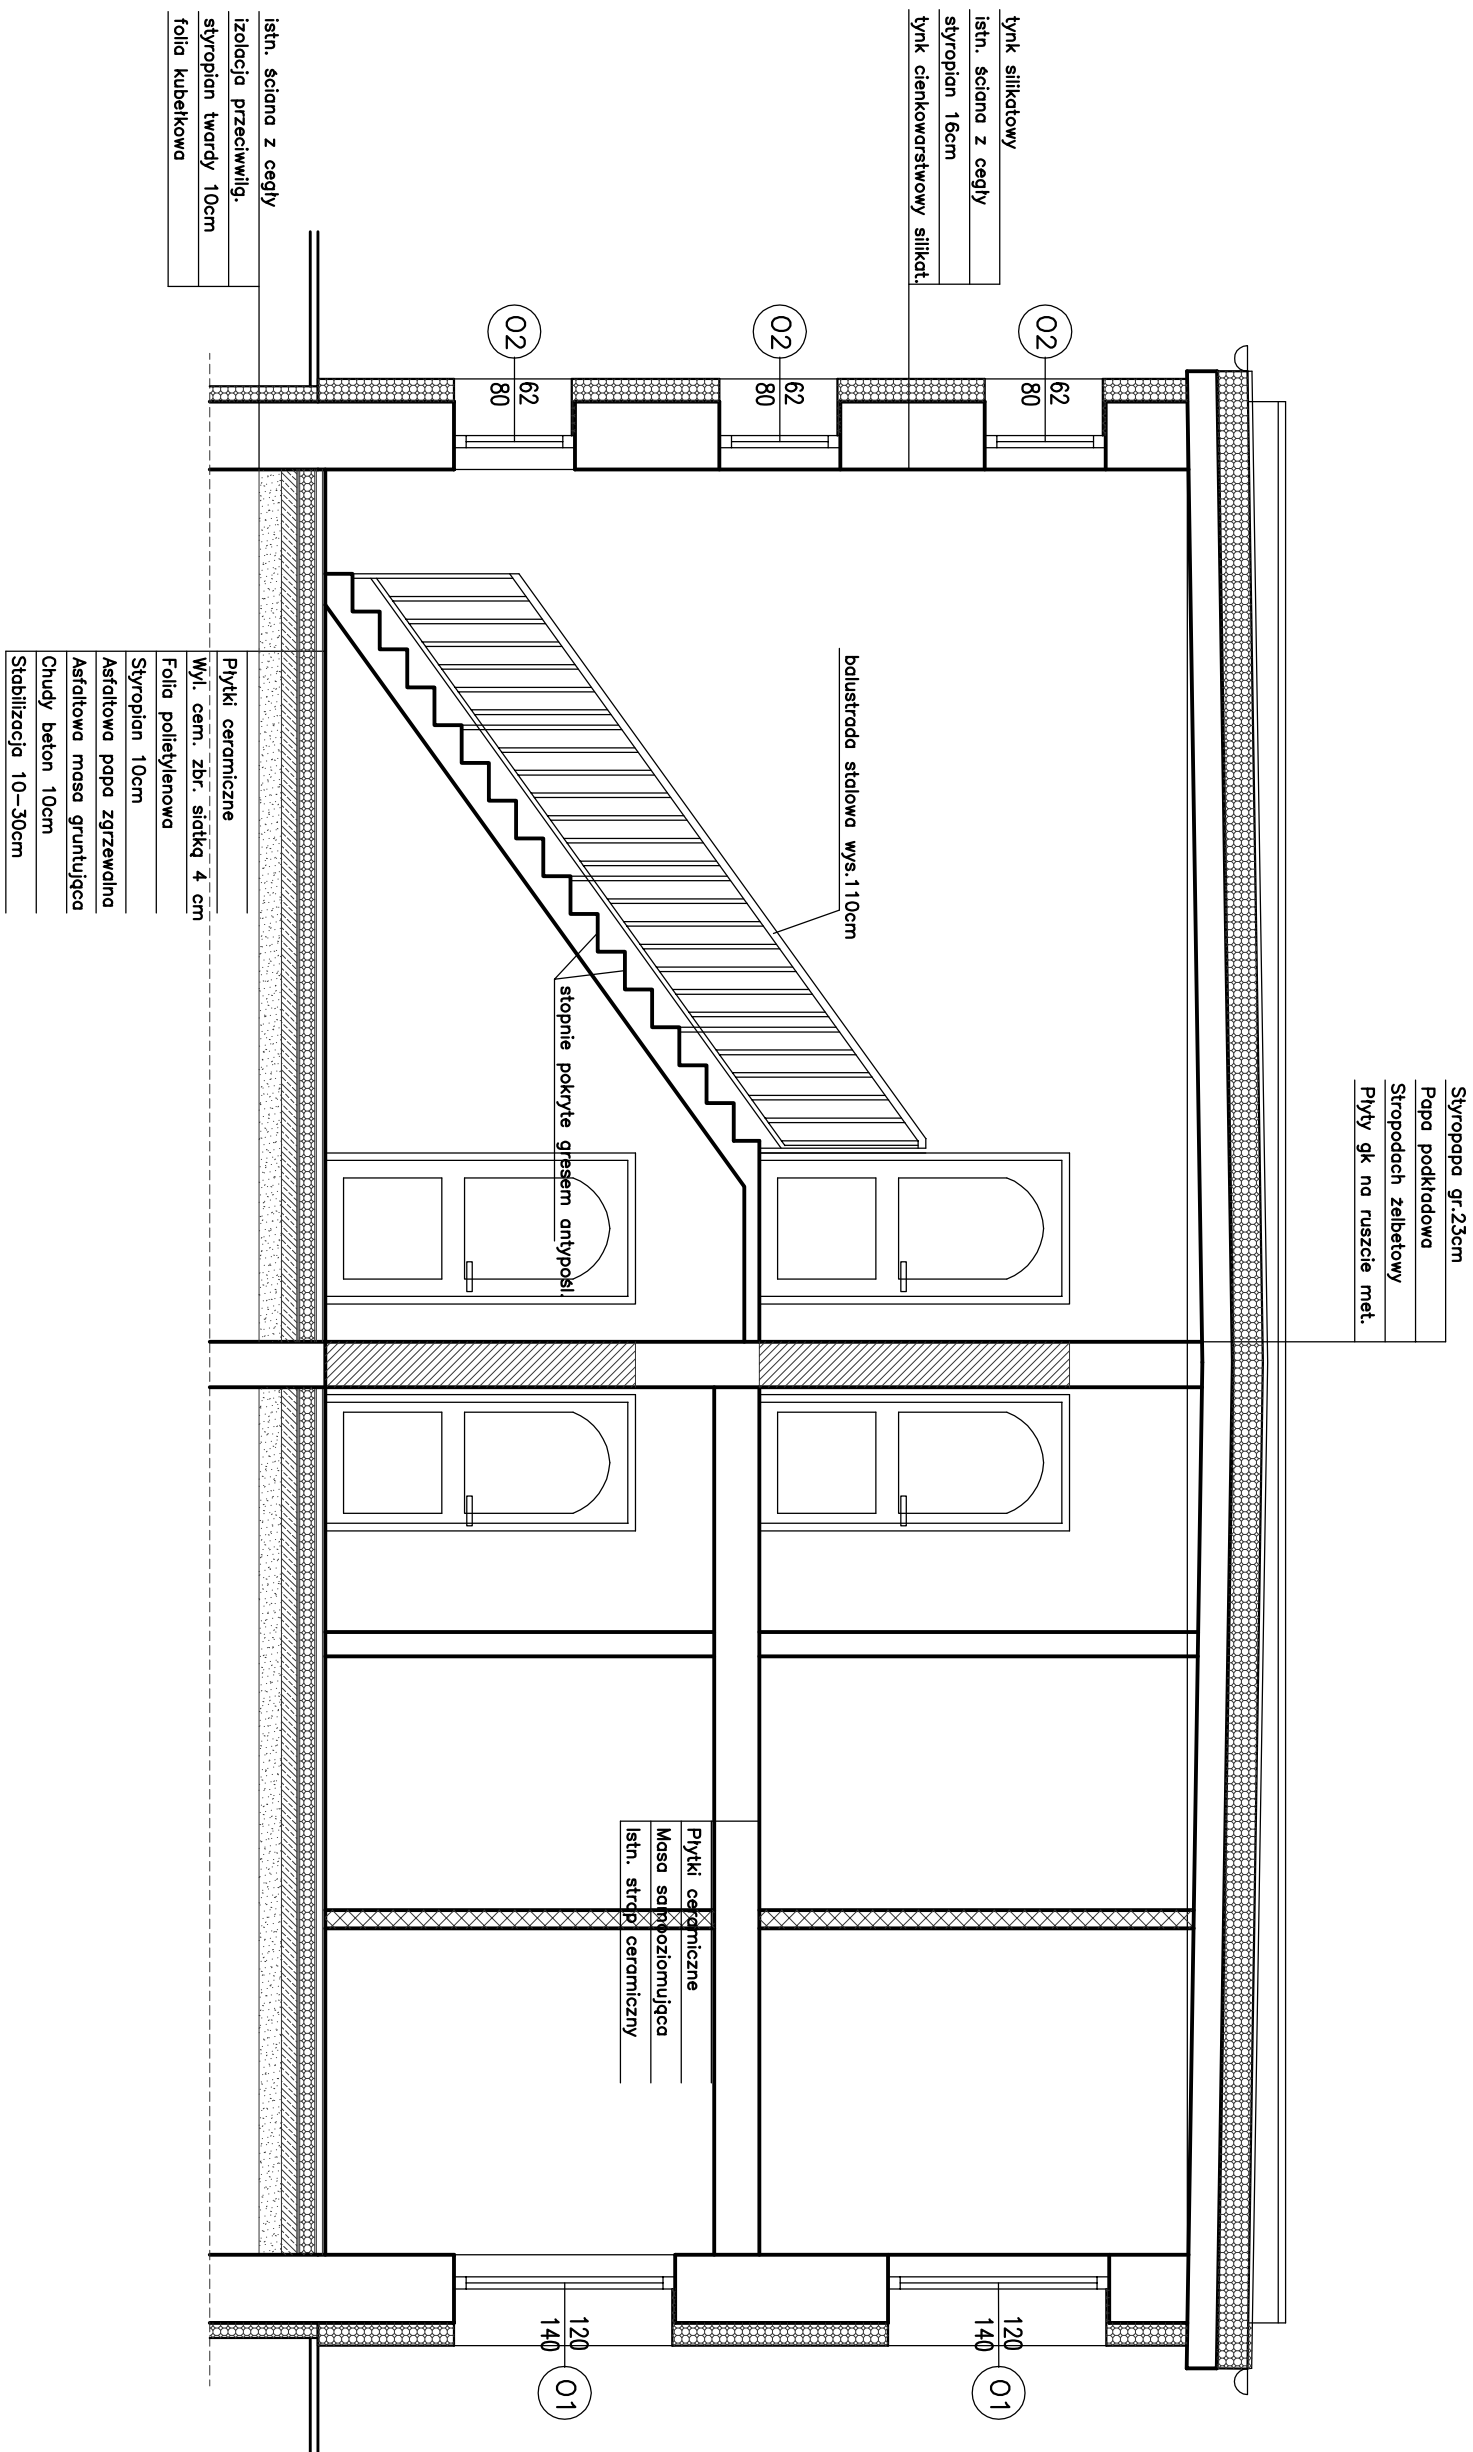 Styropapa gr.23cm
Papa podkładowa
Stropodach żelbetowy
Płyty gk na ruszcie met.
tynk silikatowy
istn. ściana z cegły
styropian 16cm
tynk cienkowarstwowy silikat.
O2
62
80
O2
62
80
O2
62
80
balustrada stalowa wys.110cm
stopnie pokryte gresem antypośl.
120
140
O1
120
140
O1
Płytki ceramiczne
Masa samooziomująca
Istn. strop ceramiczny
istn. ściana z cegły
izolacja przeciwwilg.
styropian twardy 10cm
folia kubełkowa
Płytki ceramiczne
Wyl. cem. zbr. siatką 4 cm
Folia polietylenowa
Styropian 10cm
Asfaltowa papa zgrzewalna
Asfaltowa masa gruntująca
Chudy beton 10cm
Stabilizacja 10-30cm